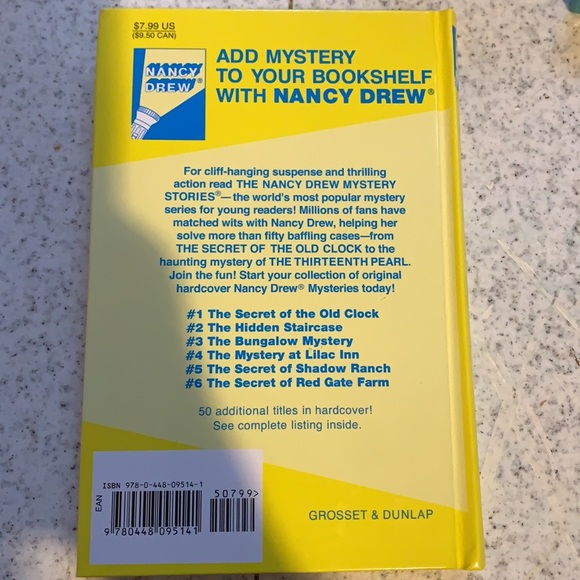 $7.99 US
($9.50 CAN)
NANCY
DREW®
ADD MYSTERY
TO YOUR BOOKSHELF
WITH NANCY DREW®
For cliff-hanging suspense and thrilling
action read THE NANCY DREW MYSTERY
STORIES®—the world's most popular mystery
series for young readers! Millions of fans have
matched wits with Nancy Drew, helping her
solve more than fifty baffling cases—from
THE SECRET OF THE OLD CLOCK to the
haunting mystery of THE THIRTEENTH PEARL.
Join the fun! Start your collection of original
hardcover Nancy Drew® Mysteries today!
#1 The Secret of the Old Clock
#2 The Hidden Staircase
#3 The Bungalow Mystery
#4 The Mystery at Lilac Inn
#5 The Secret of Shadow Ranch
#6 The Secret of Red Gate Farm
50 additional titles in hardcover!
See complete listing inside.
ISBN 978-0-448-09514-1
50799>
EAN
9 780448 095141
GROSSET & DUNLAP